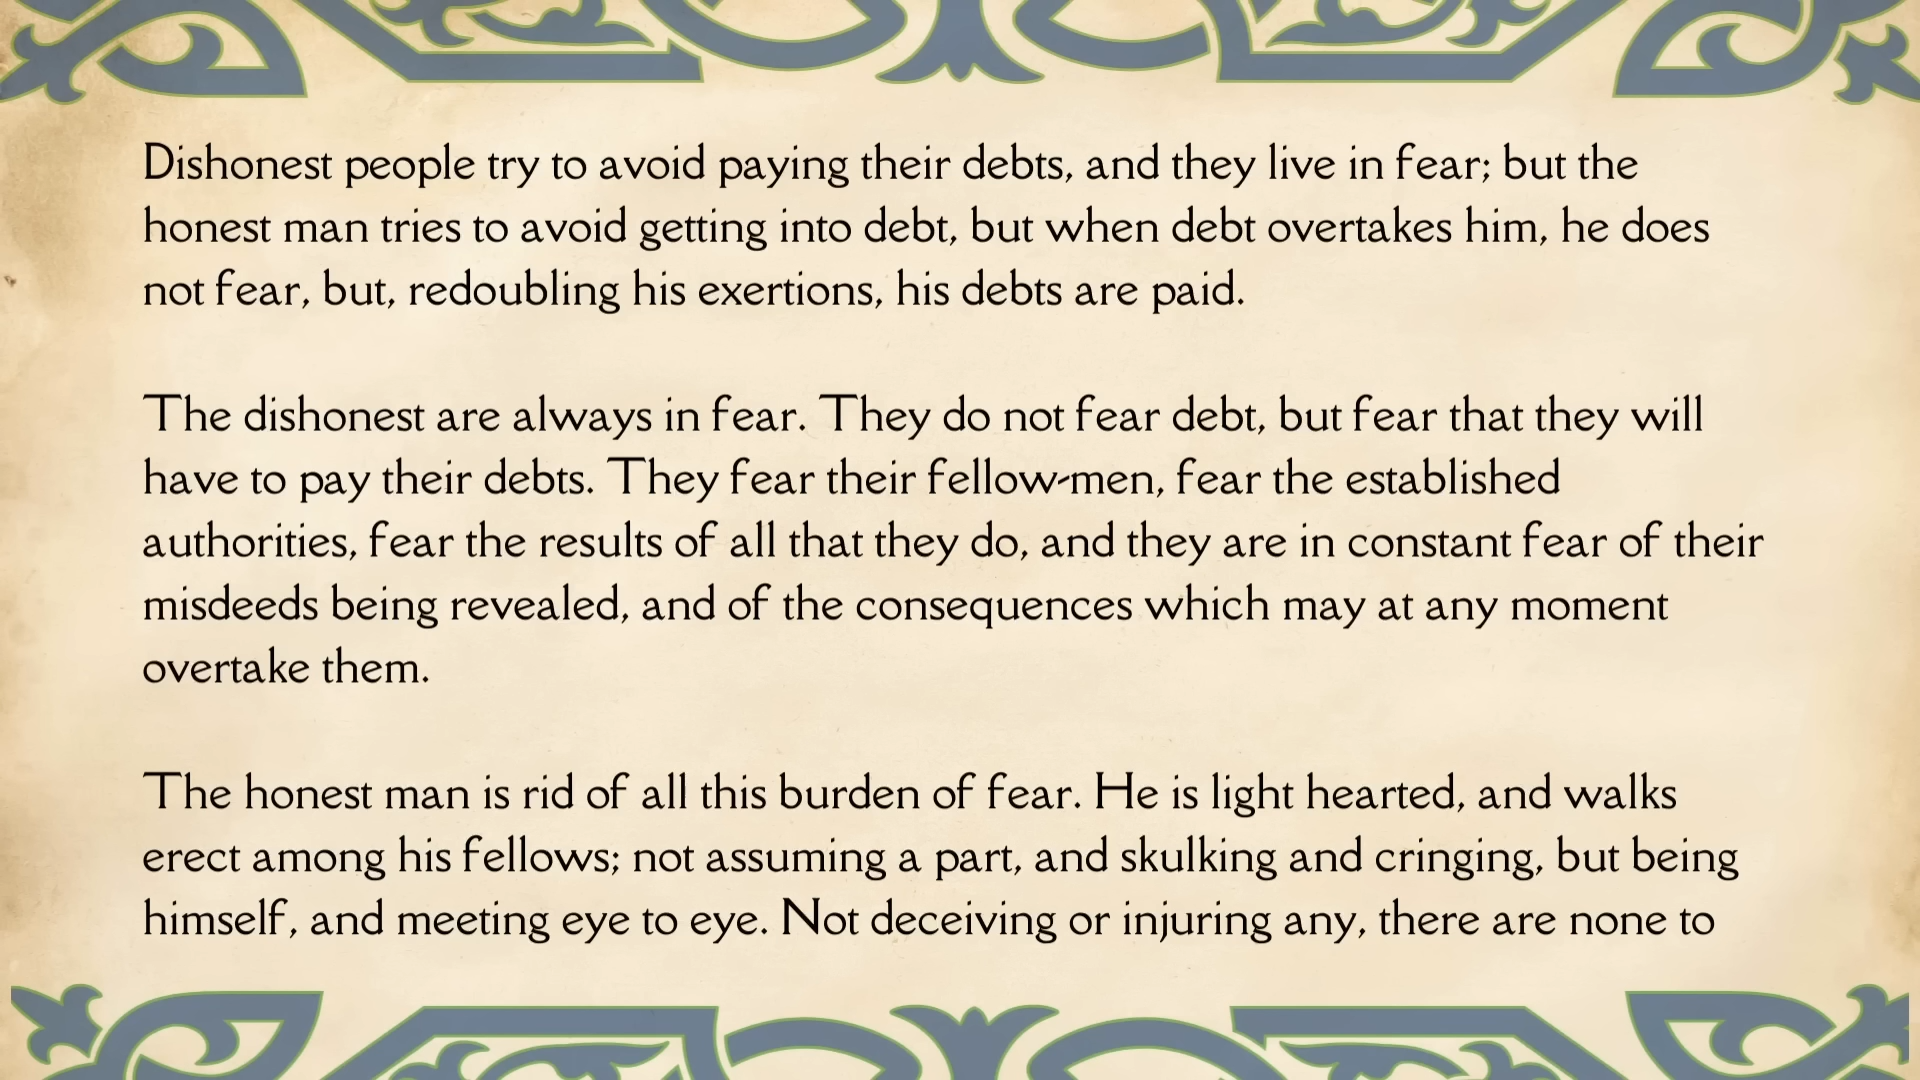 Dishonest people try to avoid paying their debts, and they live in fear; but the
honest man tries to avoid getting into debt, but when debt overtakes him, he does
not fear, but, redoubling his exertions, his debts are paid.
The dishonest are always in fear. They do not fear debt, but fear that they will
have to pay their debts. They fear their fellow-men, fear the established
authorities, fear the results of all that they do, and they are in constant fear of their
misdeeds being revealed, and of the consequences which may at any moment
overtake them.
The honest man is rid of all this burden of fear. He is light hearted, and walks
erect among his fellows; not assuming a part, and skulking and cringing, but being
himself, and meeting eye to eye. Not deceiving or injuring any, there are none to